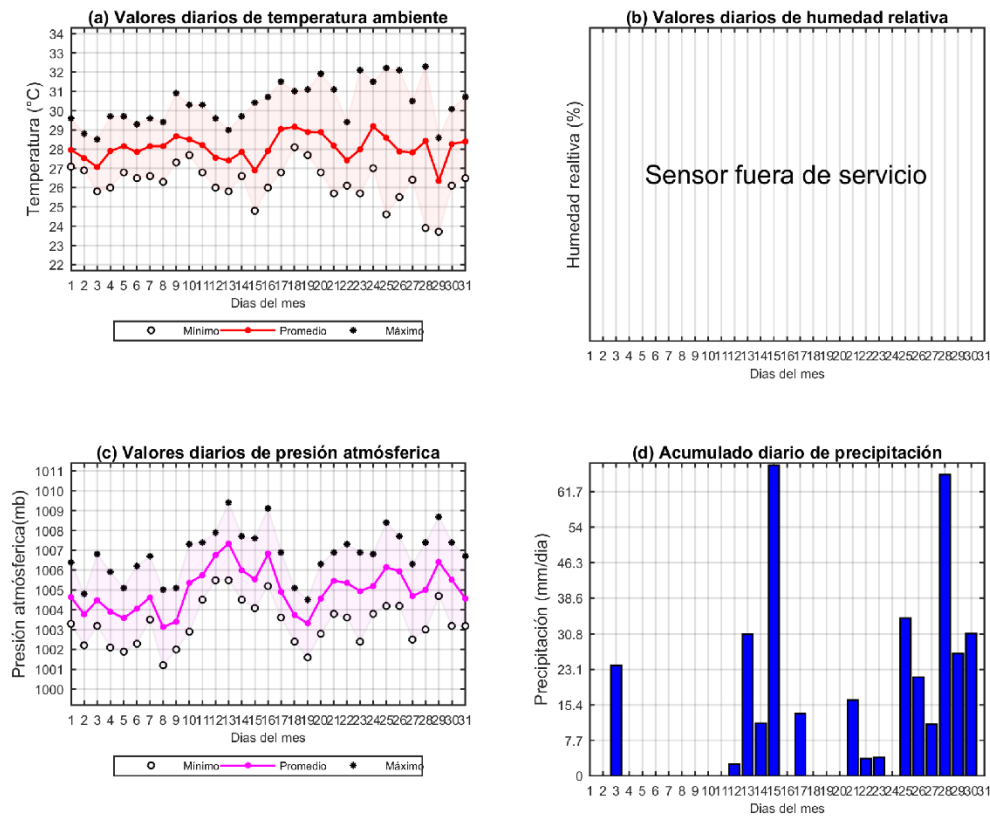 (a) Valores diarios de temperatura ambiente
34
33
32
31
30
29
28
27
26
25
24
23
22
Temperatura (°C)
1 2 3 4 5 6 7 8 9 10 11 12 13 14 15 16 17 18 19 20 21 22 23 24 25 26 27 28 29 30 31
Dias del mes
Mínimo Promedio Máximo
(b) Valores diarios de humedad relativa
Humedad realtiva (%)
Sensor fuera de servicio
1 2 3 4 5 6 7 8 9 10 11 12 13 14 15 16 17 18 19 20 21 22 23 24 25 26 27 28 29 30 31
Dias del mes
(c) Valores diarios de presión atmósferica
1011
1010
1009
1008
1007
1006
1005
1004
1003
1002
1001
1000
Presión atmósferica(mb)
1 2 3 4 5 6 7 8 9 10 11 12 13 14 15 16 17 18 19 20 21 22 23 24 25 26 27 28 29 30 31
Dias del mes
Mínimo Promedio Máximo
(d) Acumulado diario de precipitación
61.7
54
46.3
38.6
30.8
23.1
15.4
7.7
0
Precipitación (mm/dia)
1 2 3 4 5 6 7 8 9 10 11 12 13 14 15 16 17 18 19 20 21 22 23 24 25 26 27 28 29 30 31
Dias del mes